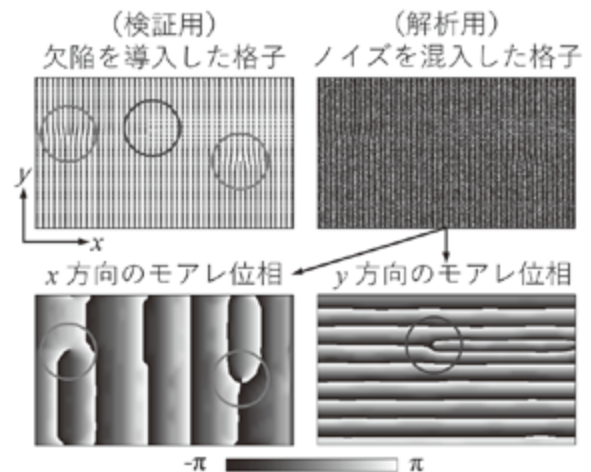 （検証用）
欠陥を導入した格子
（解析用）
ノイズを混入した格子
y
x
x 方向のモアレ位相
y 方向のモアレ位相
-π
π